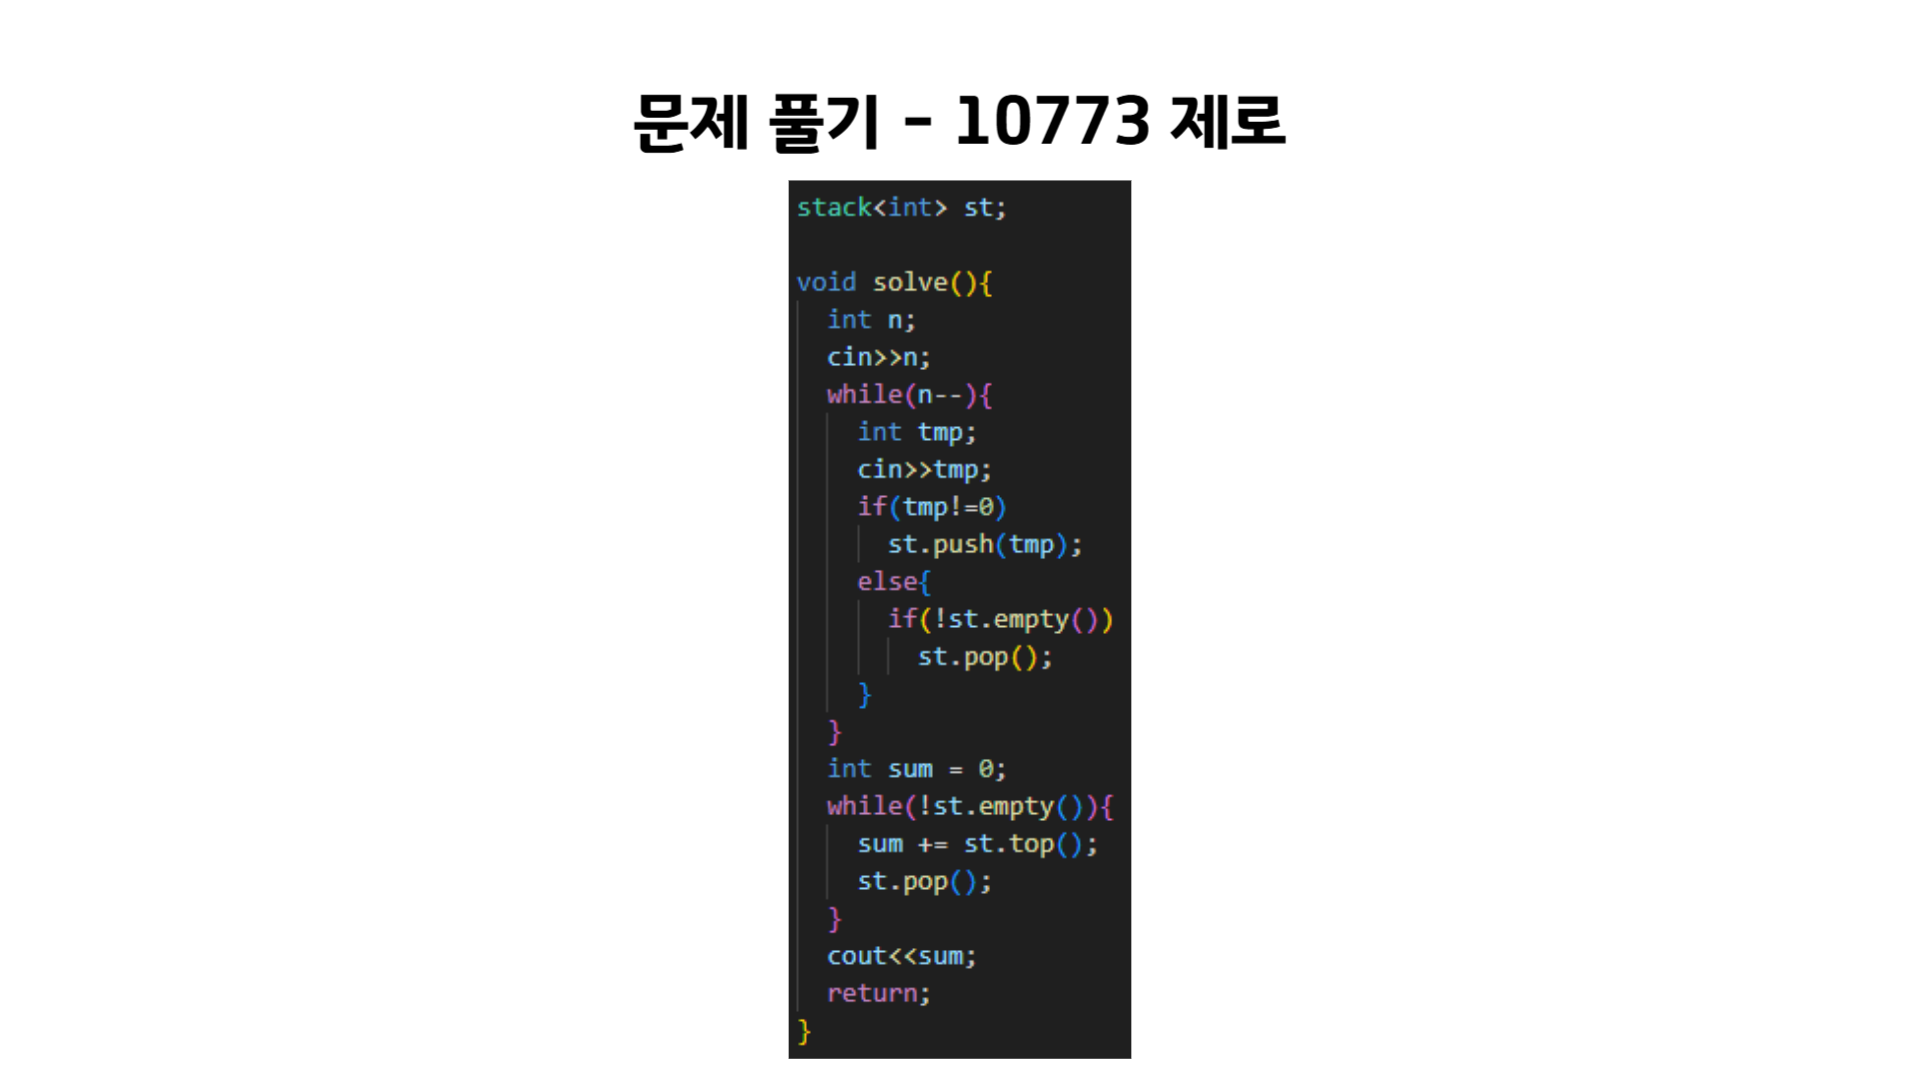 문제 풀기 - 10773 제로
stack<int> st;
void solve(){
int n;
cin>>n;
while(n--){
int tmp;
cin>>tmp;
if(tmp!=0)
st.push(tmp);
else{
if(!st.empty())
st.pop();
}
}
int sum = 0;
while(!st.empty()){
sum += st.top();
st.pop();
}
cout<<sum;
return;
}